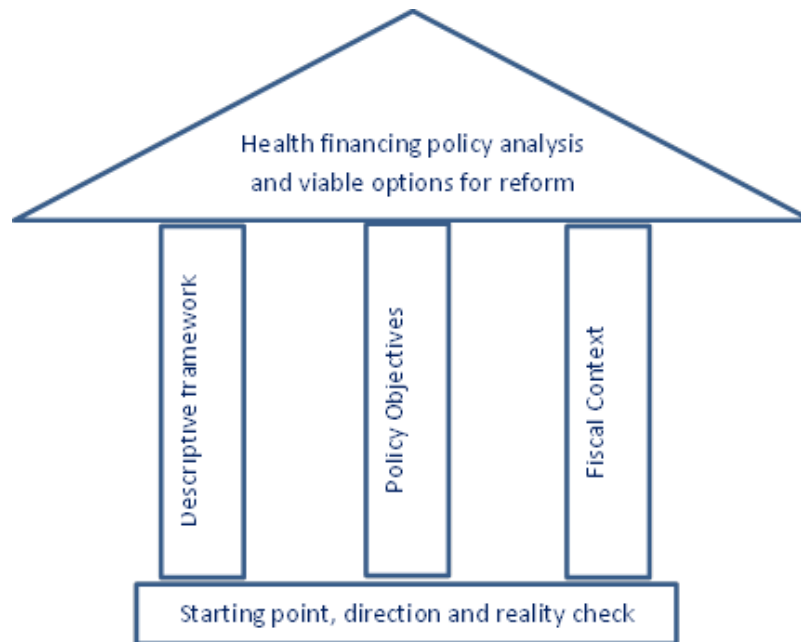 Health financing policy analysis
and viable options for reform
Descriptive framework
Policy Objectives
Fiscal Context
Starting point, direction and reality check